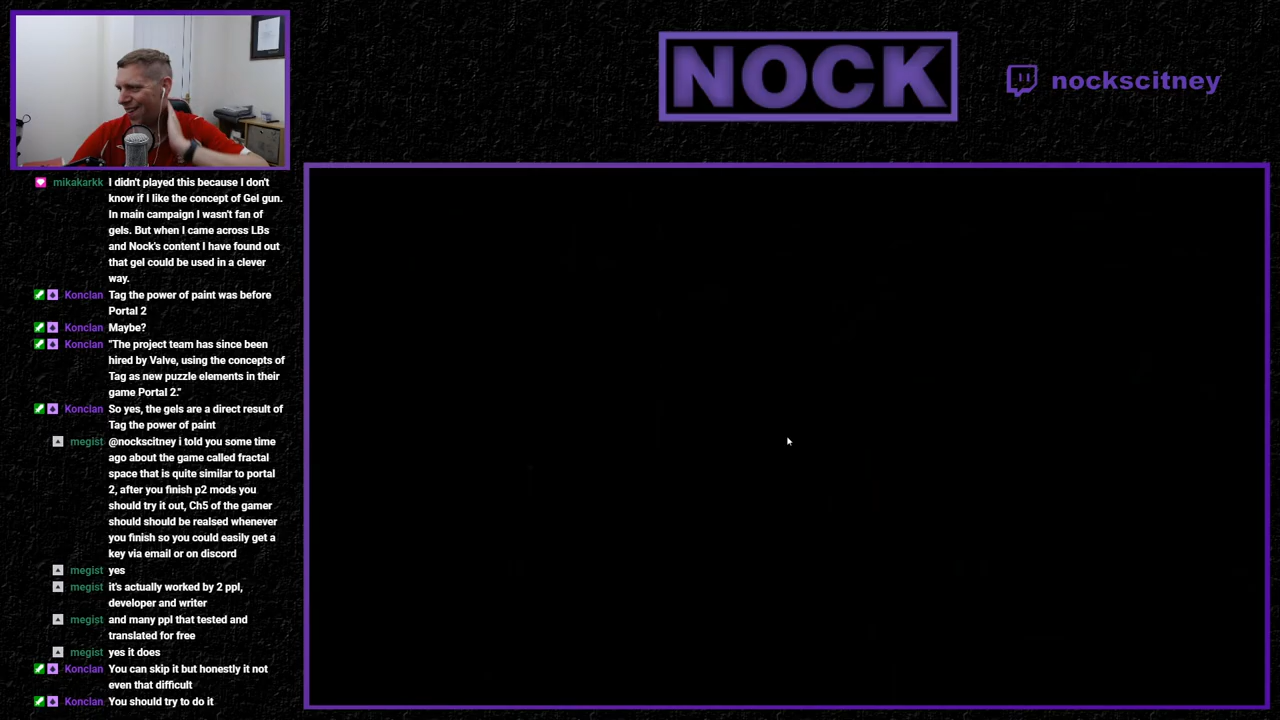 NOCK
nockscitney
mikakarkk I didn't played this because I don't
know if I like the concept of Gel gun.
In main campaign I wasn't fan of
gels. But when I came across LBs
and Nock's content I have found out
that gel could be used in a clever
way.
Konclan Tag the power of paint was before
Portal 2
Konclan Maybe?
Konclan "The project team has since been
hired by Valve, using the concepts of
Tag as new puzzle elements in their
game Portal 2."
Konclan So yes, the gels are a direct result of
Tag the power of paint
megist @nockscitney i told you some time
ago about the game called fractal
space that is quite similar to portal
2, after you finish p2 mods you
should try it out, Ch5 of the gamer
should should be realsed whenever
you finish so you could easily get a
key via email or on discord
megist yes
megist it's actually worked by 2 ppl,
developer and writer
megist and many ppl that tested and
translated for free
megist yes it does
Konclan You can skip it but honestly it not
even that difficult
Konclan You should try to do it